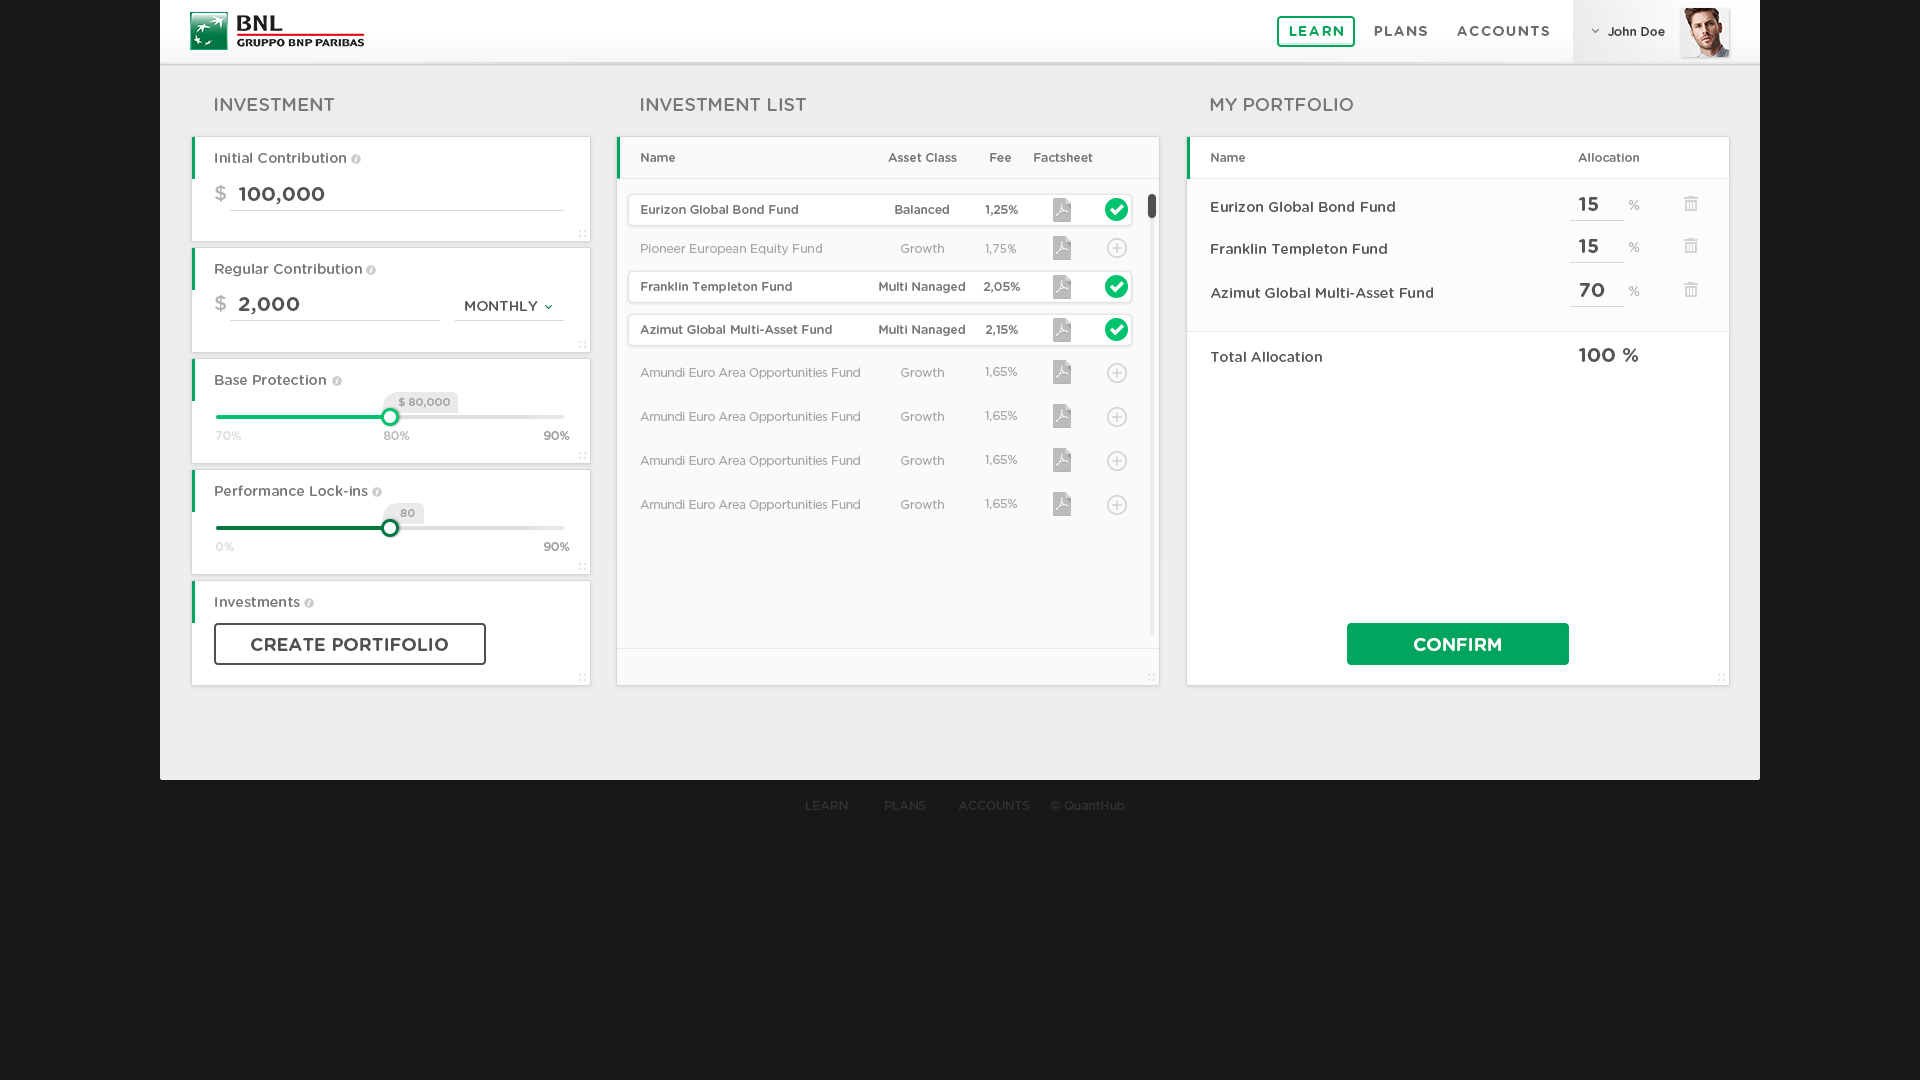 BNL
GRUPPO BNP PARIBAS
LEARN PLANS ACCOUNTS John Doe
INVESTMENT
Initial Contribution
$ 100,000
Regular Contribution
$ 2,000 MONTHLY
Base Protection
$ 80,000
70% 80% 90%
Performance Lock-ins
80
0% 90%
Investments
CREATE PORTIFOLIO
INVESTMENT LIST
Name Asset Class Fee Factsheet
Eurizon Global Bond Fund Balanced 1,25%
Pioneer European Equity Fund Growth 1,75%
Franklin Templeton Fund Multi Nanaged 2,05%
Azimut Global Multi-Asset Fund Multi Nanaged 2,15%
Amundi Euro Area Opportunities Fund Growth 1,65%
Amundi Euro Area Opportunities Fund Growth 1,65%
Amundi Euro Area Opportunities Fund Growth 1,65%
Amundi Euro Area Opportunities Fund Growth 1,65%
MY PORTFOLIO
Name Allocation
Eurizon Global Bond Fund 15 %
Franklin Templeton Fund 15 %
Azimut Global Multi-Asset Fund 70 %
Total Allocation 100 %
CONFIRM
LEARN PLANS ACCOUNTS © QuantHub